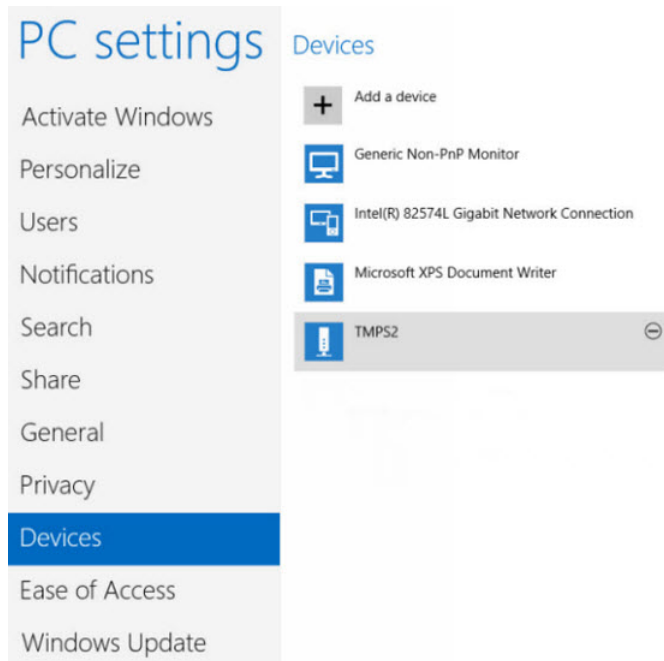 PC settings
Activate Windows
Personalize
Users
Notifications
Search
Share
General
Privacy
Devices
Ease of Access
Windows Update
Devices
Add a device
Generic Non-PnP Monitor
Intel(R) 82574L Gigabit Network Connection
Microsoft XPS Document Writer
TMPS2